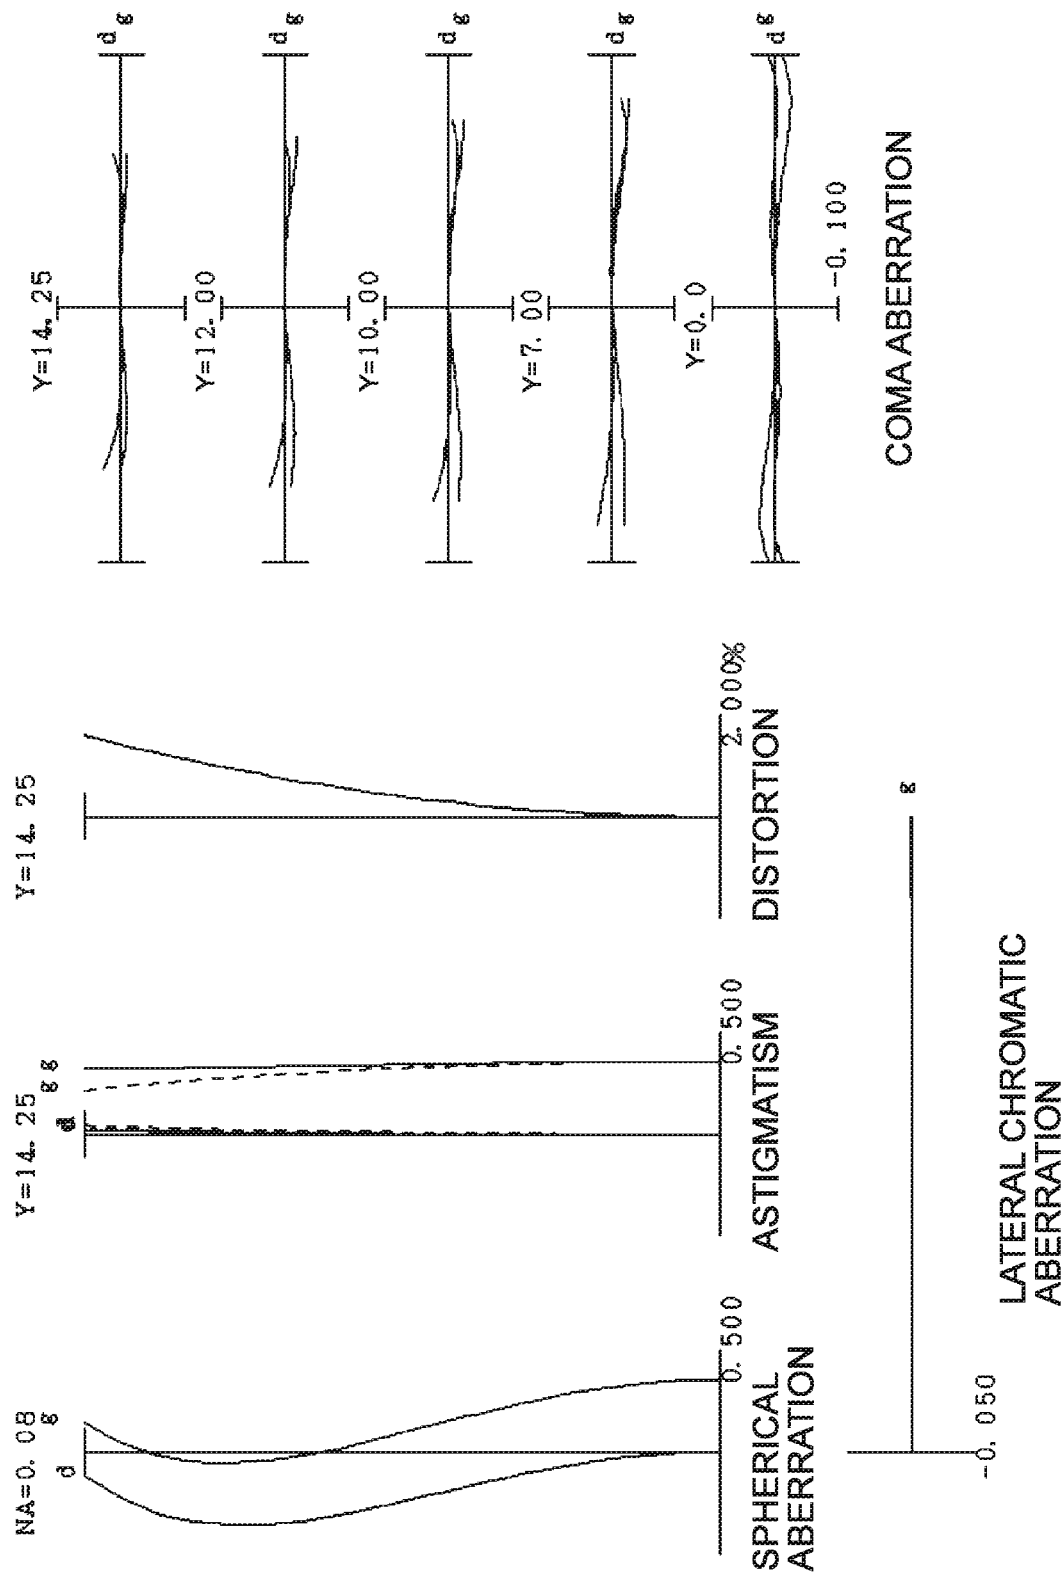 NA=0. 08
d
g
0. 500
SPHERICAL
ABERRATION
Y=14. 25
d
g g
0. 500
ASTIGMATISM
Y=14. 25
2. 000%
DISTORTION
Y=14. 25
d g
Y=12. 00
d g
Y=10. 00
d g
Y=7. 00
d g
Y=0. 0
d g
-0. 100
COMA ABERRATION
g
-0. 050
LATERAL CHROMATIC
ABERRATION